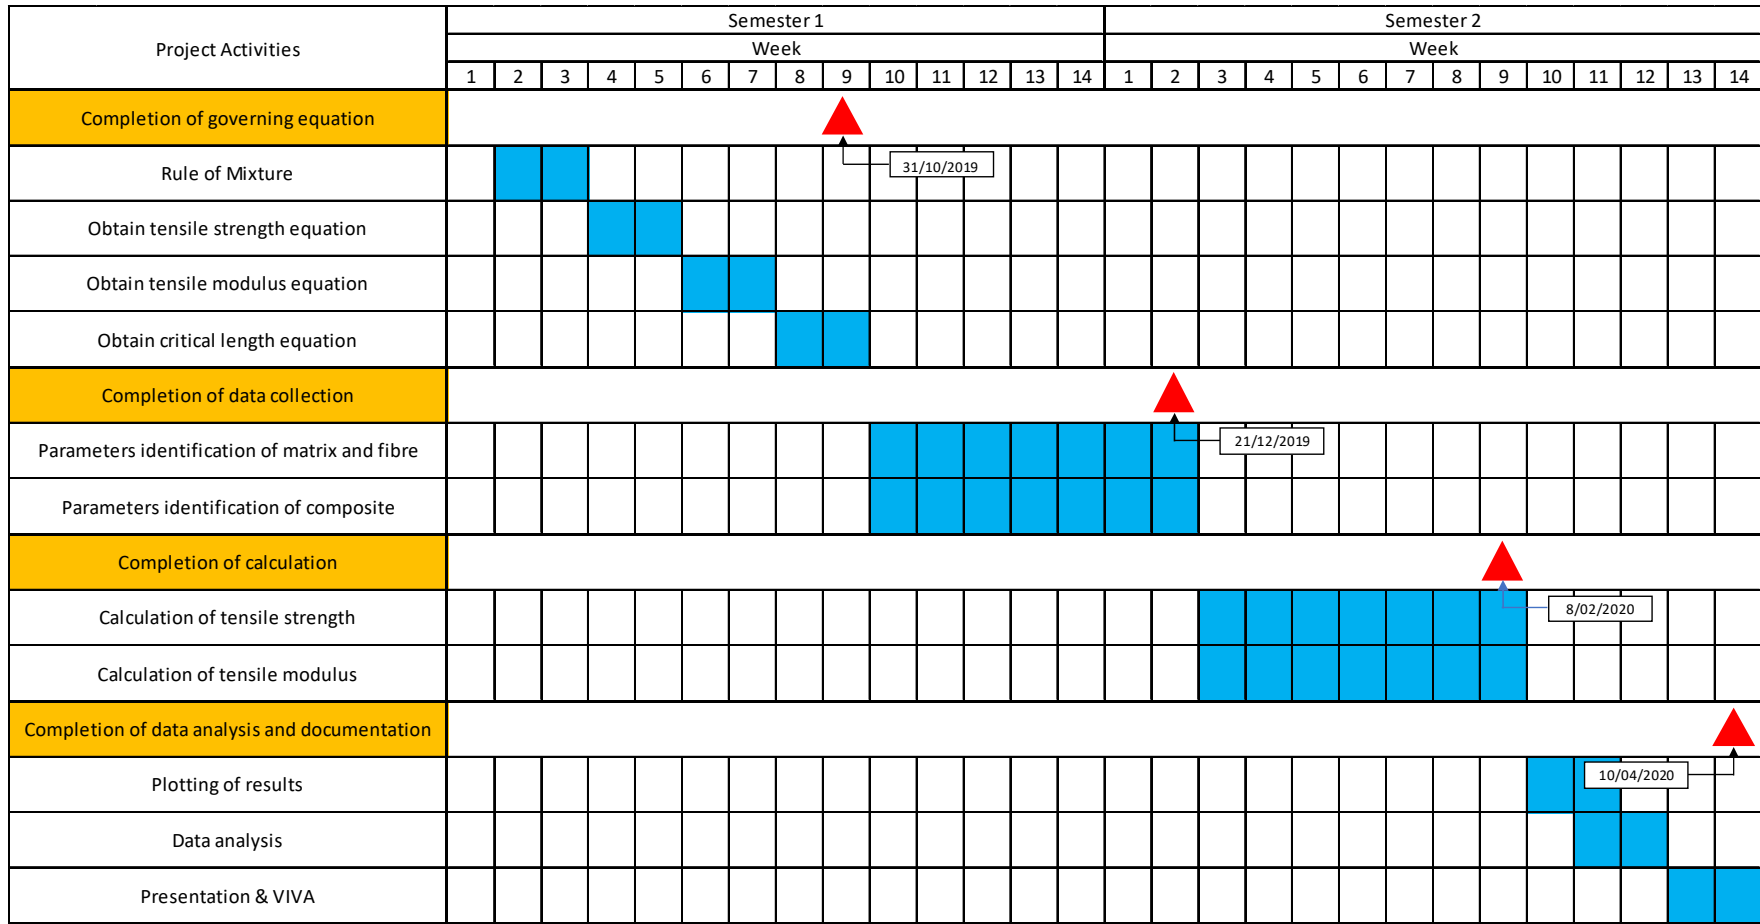 Project Activities
Semester 1 Semester 2
Week Week
1 2 3 4 5 6 7 8 9 10 11 12 13 14 1 2 3 4 5 6 7 8 9 10 11 12 13 14
Completion of governing equation
31/10/2019
Rule of Mixture
Obtain tensile strength equation
Obtain tensile modulus equation
Obtain critical length equation
Completion of data collection
21/12/2019
Parameters identification of matrix and fibre
Parameters identification of composite
Completion of calculation
8/02/2020
Calculation of tensile strength
Calculation of tensile modulus
Completion of data analysis and documentation
10/04/2020
Plotting of results
Data analysis
Presentation & VIVA